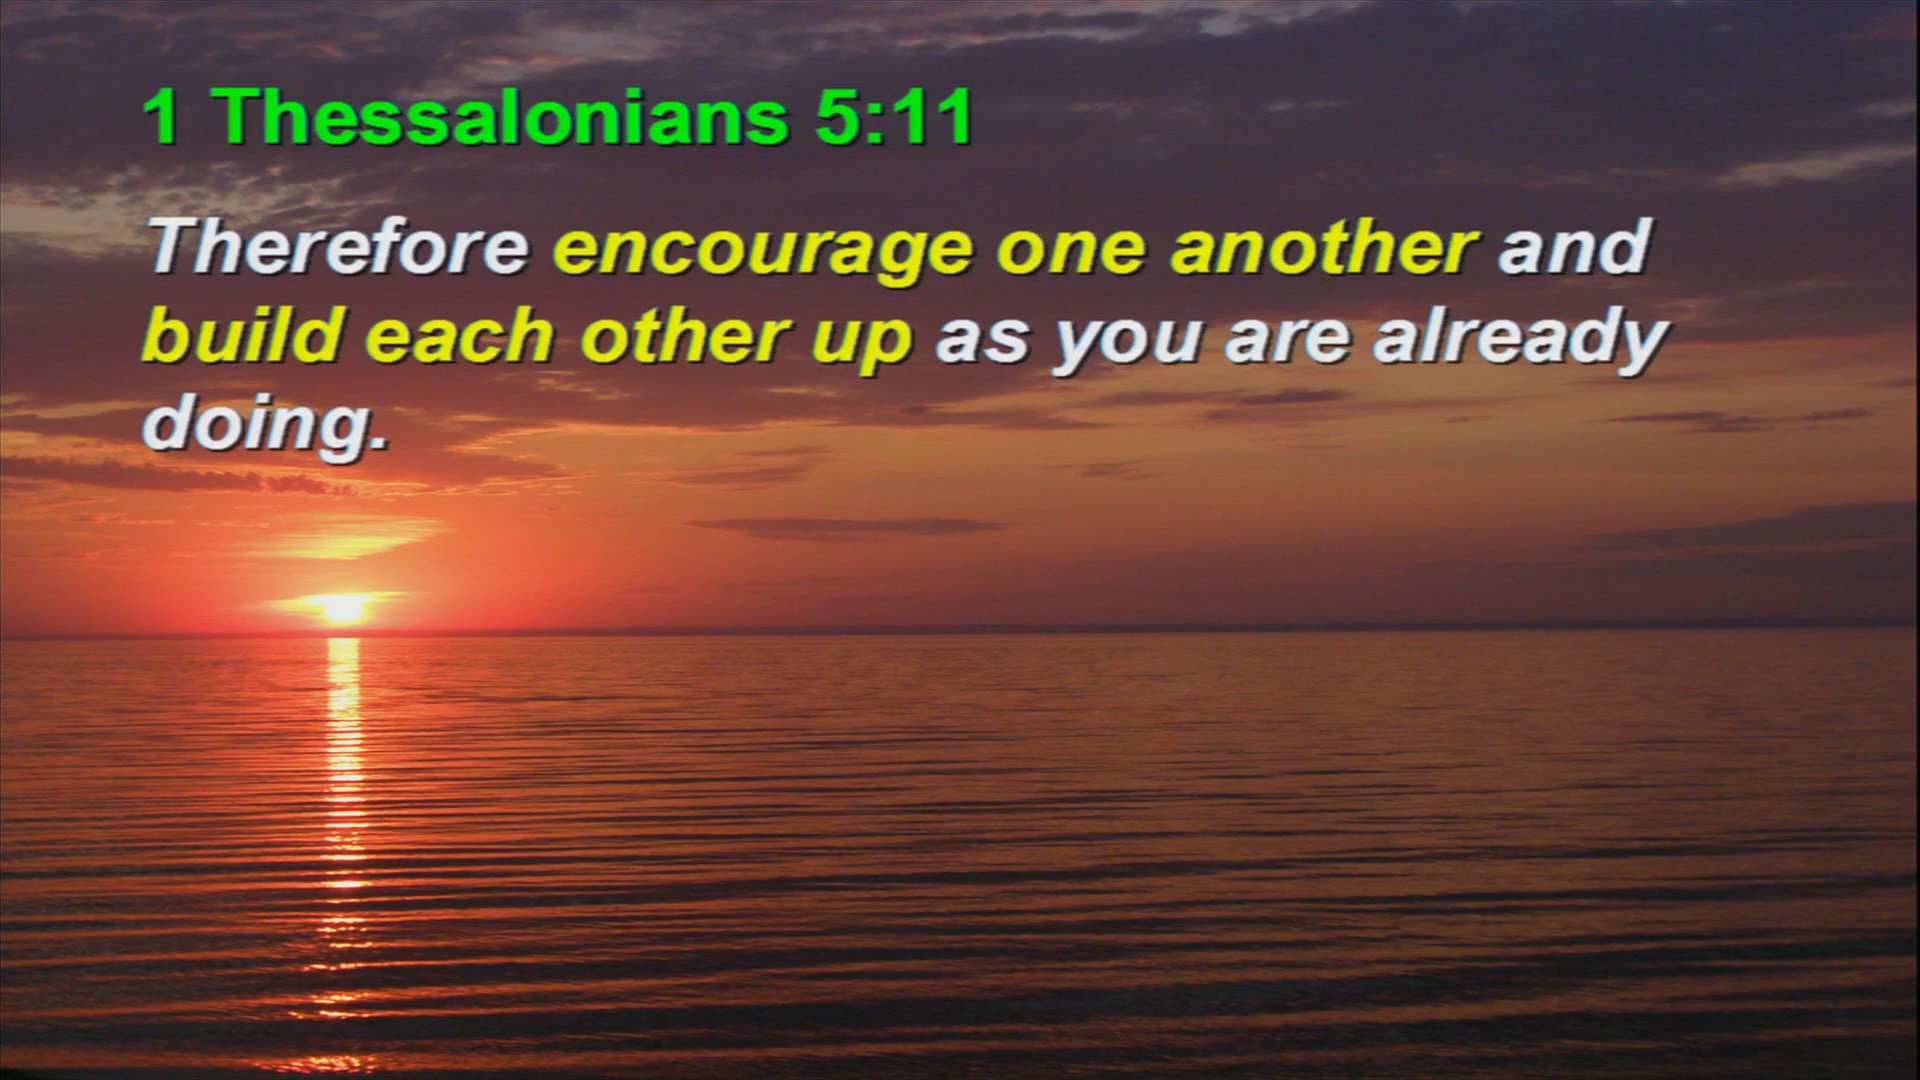 1 Thessalonians 5:11
Therefore encourage one another and
build each other up as you are already
doing.